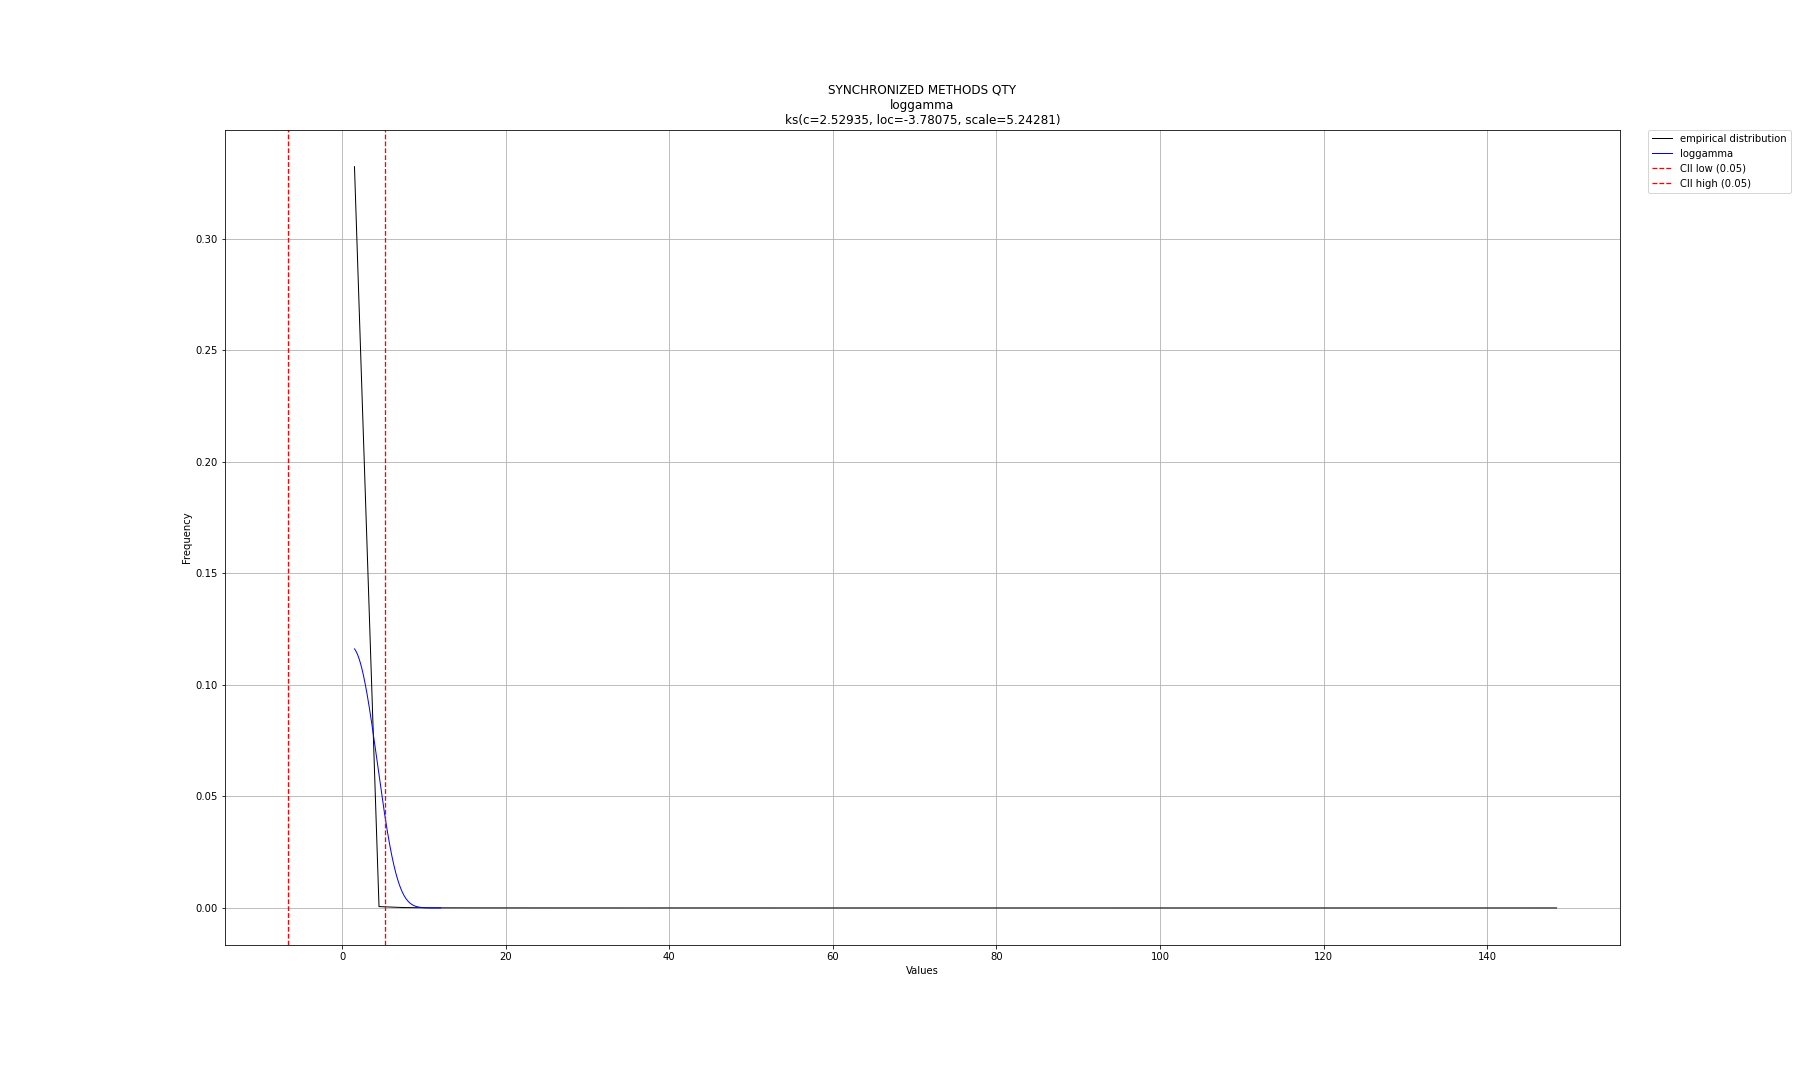 SYNCHRONIZED METHODS QTY
loggamma
ks(c=2.52935, loc=-3.78075, scale=5.24281)
empirical distribution
loggamma
CII low (0.05)
CII high (0.05)
0.30
0.25
0.20
0.15
0.10
0.05
0.00
Frequency
0 20 40 60 80 100 120 140
Values